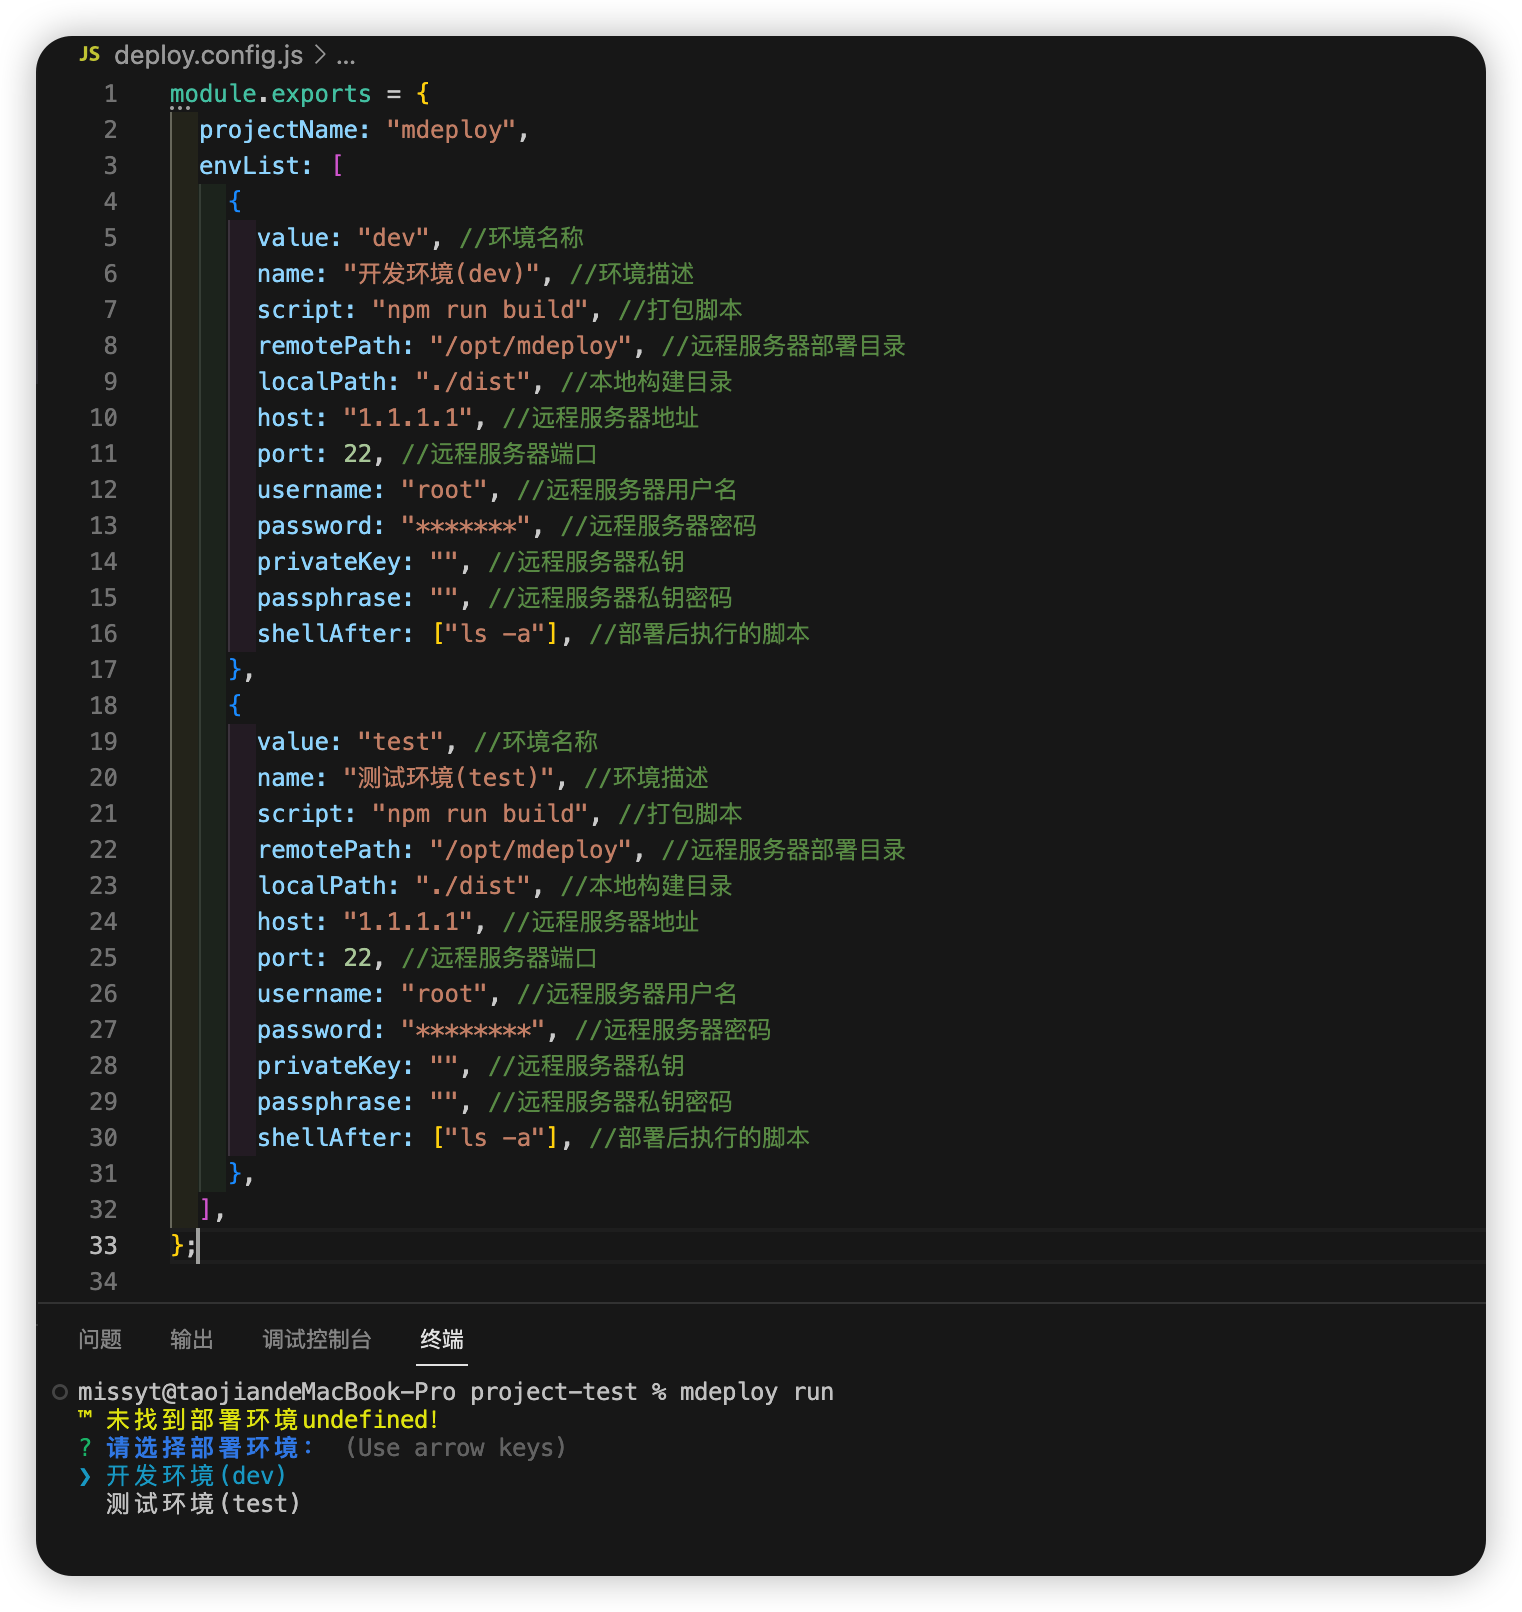 JS deploy.config.js > ...
1 module.exports = {
2 projectName: "mdeploy",
3 envList: [
4 {
5 value: "dev", //环境名称
6 name: "开发环境(dev)", //环境描述
7 script: "npm run build", //打包脚本
8 remotePath: "/opt/mdeploy", //远程服务器部署目录
9 localPath: "./dist", //本地构建目录
10 host: "1.1.1.1", //远程服务器地址
11 port: 22, //远程服务器端口
12 username: "root", //远程服务器用户名
13 password: "*******", //远程服务器密码
14 privateKey: "", //远程服务器私钥
15 passphrase: "", //远程服务器私钥密码
16 shellAfter: ["ls -a"], //部署后执行的脚本
17 },
18 {
19 value: "test", //环境名称
20 name: "测试环境(test)", //环境描述
21 script: "npm run build", //打包脚本
22 remotePath: "/opt/mdeploy", //远程服务器部署目录
23 localPath: "./dist", //本地构建目录
24 host: "1.1.1.1", //远程服务器地址
25 port: 22, //远程服务器端口
26 username: "root", //远程服务器用户名
27 password: "********", //远程服务器密码
28 privateKey: "", //远程服务器私钥
29 passphrase: "", //远程服务器私钥密码
30 shellAfter: ["ls -a"], //部署后执行的脚本
31 },
32 ],
33 };
34
问题 输出 调试控制台 终端
missyt@taojiandeMacBook-Pro project-test % mdeploy run
™ 未找到部署环境undefined!
? 请选择部署环境: (Use arrow keys)
❯ 开发环境(dev)
测试环境(test)